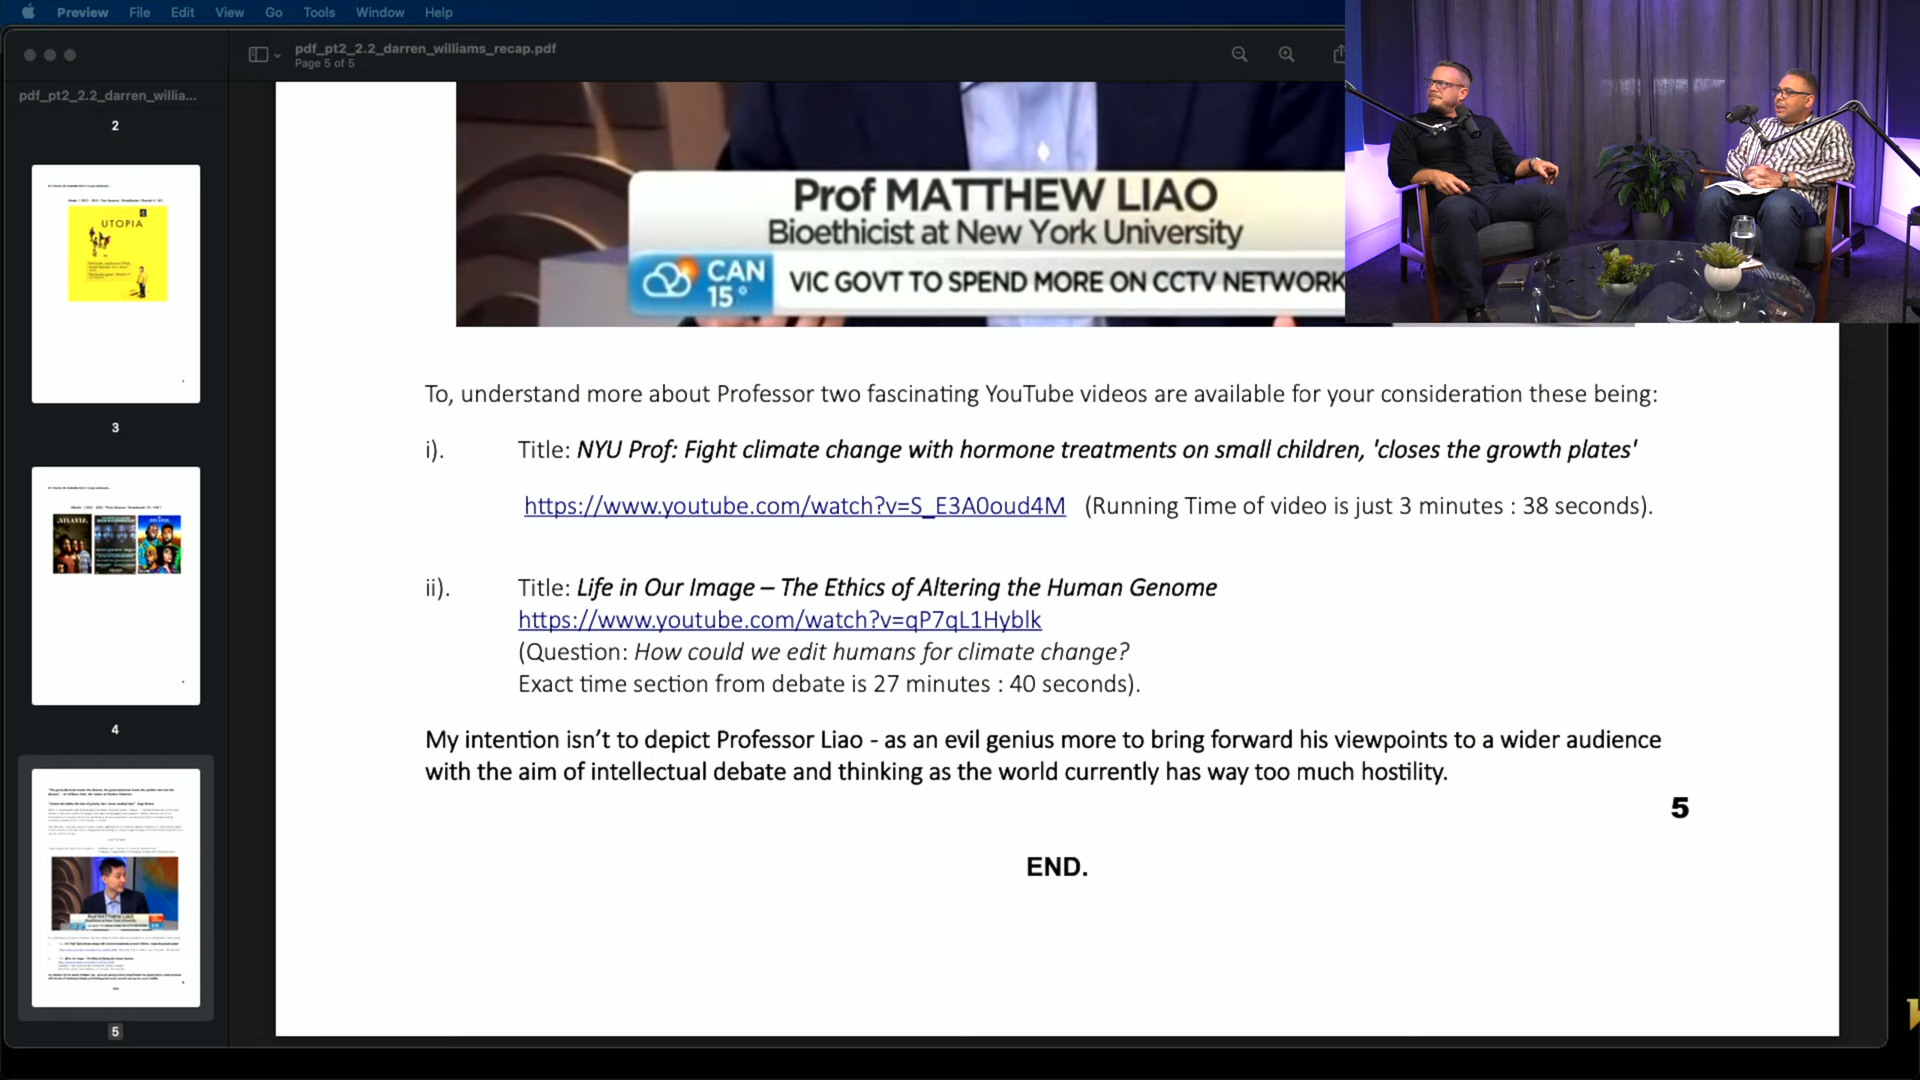 Preview File Edit View Go Tools Window Help
pdf_pt2_2.2_darren_williams_recap.pdf
Page 5 of 5
pdf_pt2_2.2_darren_willia...
2
UTOPIA
3
ATLANTA
4
5
Prof MATTHEW LIAO
Bioethicist at New York University
CAN
15°
VIC GOVT TO SPEND MORE ON CCTV NETWORK
To, understand more about Professor two fascinating YouTube videos are available for your consideration these being:
i). Title: NYU Prof: Fight climate change with hormone treatments on small children, 'closes the growth plates'
https://www.youtube.com/watch?v=S_E3A0oud4M (Running Time of video is just 3 minutes : 38 seconds).
ii). Title: Life in Our Image – The Ethics of Altering the Human Genome
https://www.youtube.com/watch?v=qP7qL1Hyblk
(Question: How could we edit humans for climate change?
Exact time section from debate is 27 minutes : 40 seconds).
My intention isn't to depict Professor Liao - as an evil genius more to bring forward his viewpoints to a wider audience
with the aim of intellectual debate and thinking as the world currently has way too much hostility.
5
END.